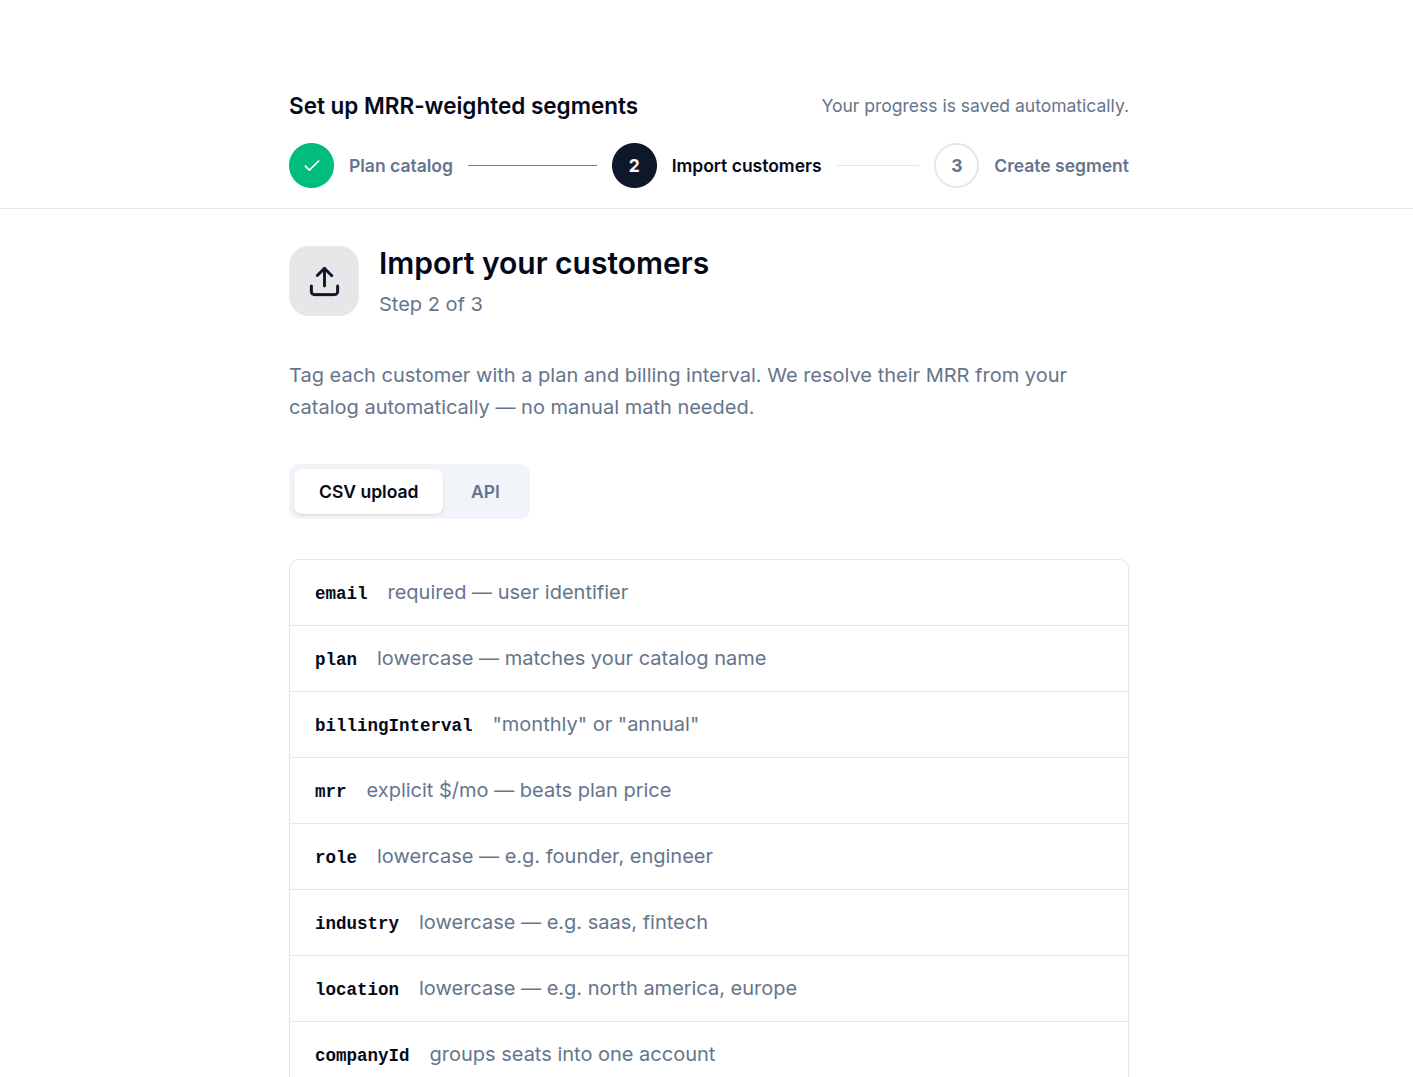 Set up MRR-weighted segments
Your progress is saved automatically.
Plan catalog
2 Import customers
3 Create segment
Import your customers
Step 2 of 3
Tag each customer with a plan and billing interval. We resolve their MRR from your
catalog automatically — no manual math needed.
CSV upload API
email required — user identifier
plan lowercase — matches your catalog name
billingInterval "monthly" or "annual"
mrr explicit $/mo — beats plan price
role lowercase — e.g. founder, engineer
industry lowercase — e.g. saas, fintech
location lowercase — e.g. north america, europe
companyId groups seats into one account